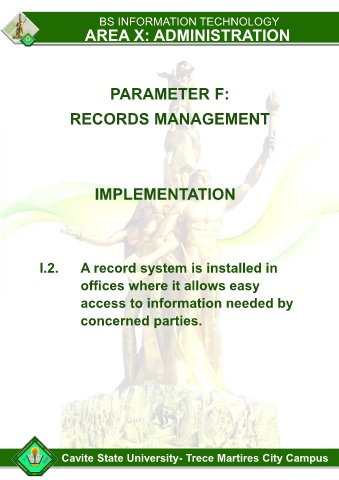 BS INFORMATION TECHNOLOGY
AREA X: ADMINISTRATION
PARAMETER F:
RECORDS MANAGEMENT
IMPLEMENTATION
I.2. A record system is installed in
offices where it allows easy
access to information needed by
concerned parties.
Cavite State University- Trece Martires City Campus